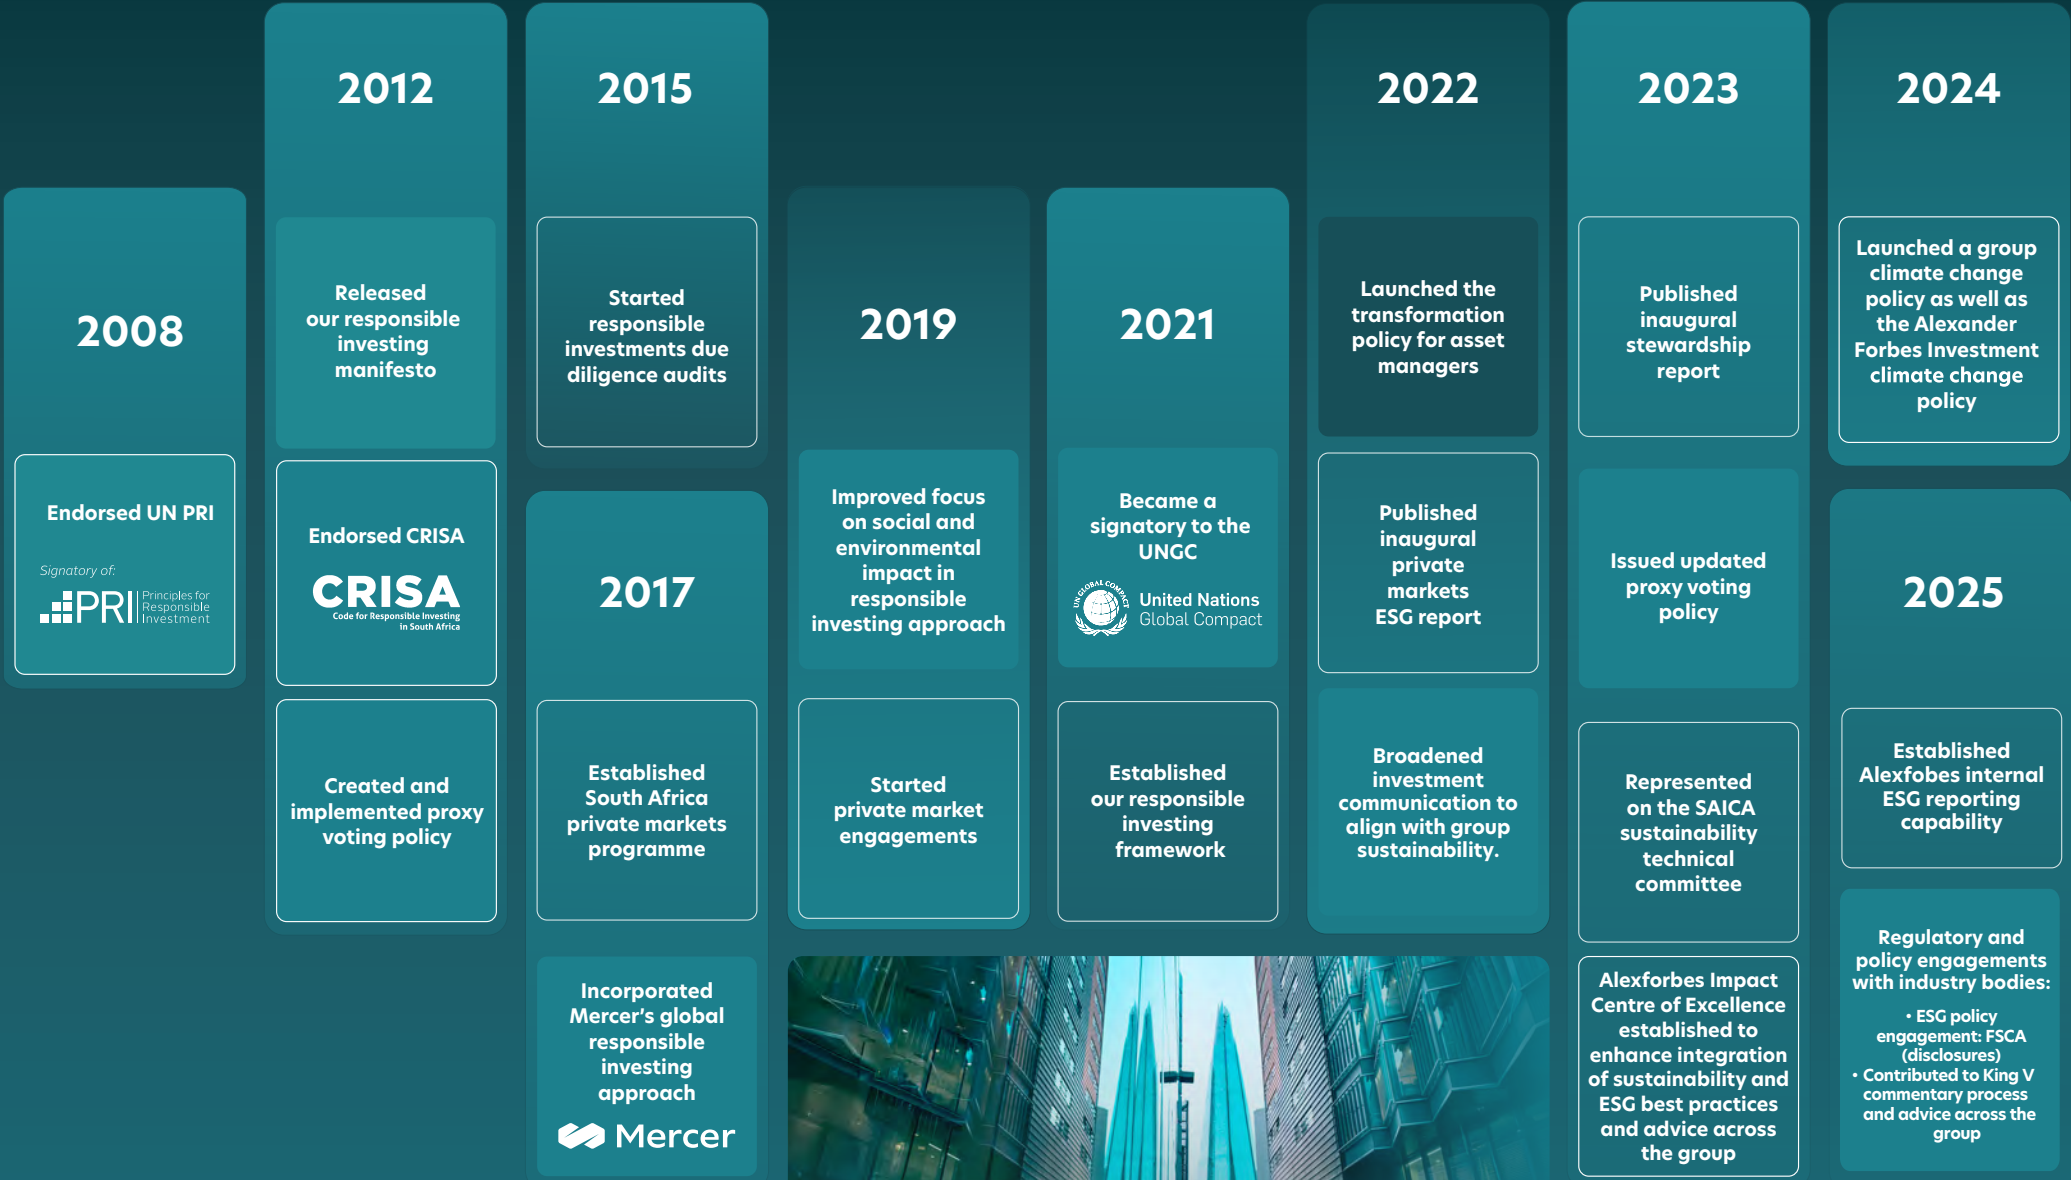 2008
Endorsed UN PRI
Signatory of:
PRI
Principles for
Responsible
Investment
2012
Released
our responsible
investing
manifesto
Endorsed CRISA
CRISA
Code for Responsible Investing
in South Africa
Created and
implemented proxy
voting policy
2015
Started
responsible
investments due
diligence audits
2017
Established
South Africa
private markets
programme
Incorporated
Mercer's global
responsible
investing
approach
Mercer
2019
Improved focus
on social and
environmental
impact in
responsible
investing approach
Started
private market
engagements
2021
Became a
signatory to the
UNGC
UN GLOBAL COMPACT
United Nations
Global Compact
Established
our responsible
investing
framework
2022
Launched the
transformation
policy for asset
managers
Published
inaugural
private
markets
ESG report
Broadened
investment
communication to
align with group
sustainability.
2023
Published
inaugural
stewardship
report
Issued updated
proxy voting
policy
Represented
on the SAICA
sustainability
technical
committee
Alexforbes Impact
Centre of Excellence
established to
enhance integration
of sustainability and
ESG best practices
and advice across
the group
2024
Launched a group
climate change
policy as well as
the Alexander
Forbes Investment
climate change
policy
2025
Established
Alexfobes internal
ESG reporting
capability
Regulatory and
policy engagements
with industry bodies:
• ESG policy
engagement: FSCA
(disclosures)
• Contributed to King V
commentary process
and advice across the
group